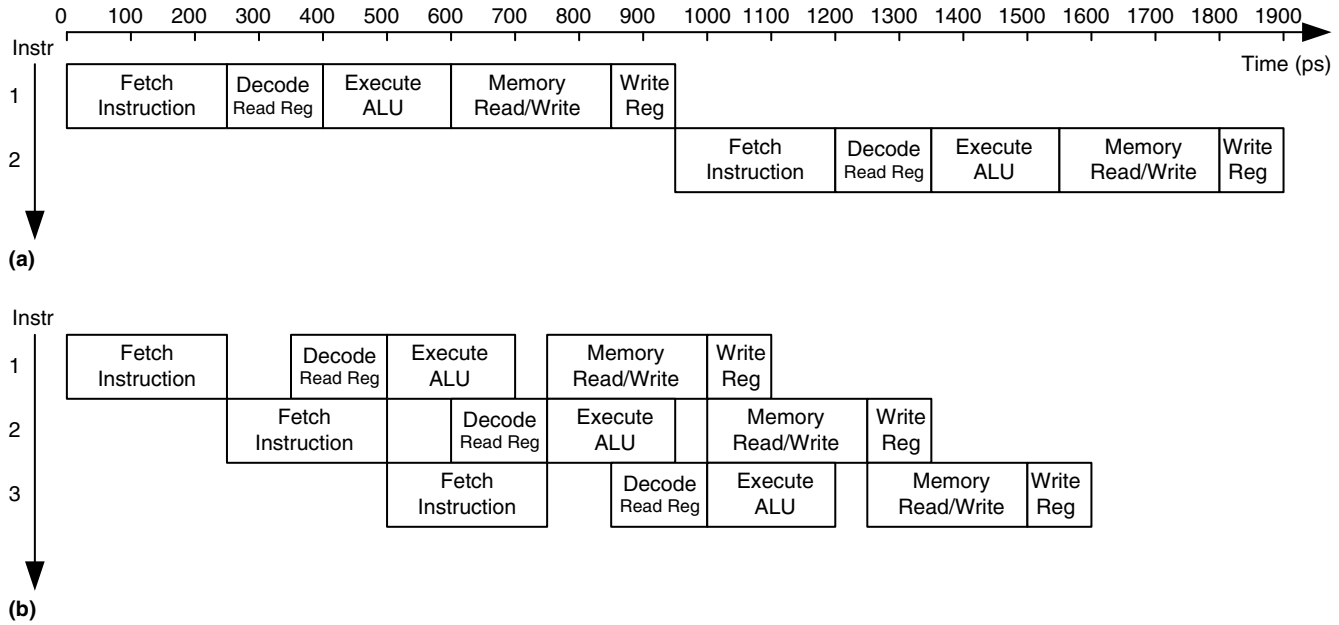 0 100 200 300 400 500 600 700 800 900 1000 1100 1200 1300 1400 1500 1600 1700 1800 1900
Time (ps)
Instr
1
Fetch
Instruction
Decode
Read Reg
Execute
ALU
Memory
Read/Write
Write
Reg
2
Fetch
Instruction
Decode
Read Reg
Execute
ALU
Memory
Read/Write
Write
Reg
(a)
Instr
1
Fetch
Instruction
Decode
Read Reg
Execute
ALU
Memory
Read/Write
Write
Reg
2
Fetch
Instruction
Decode
Read Reg
Execute
ALU
Memory
Read/Write
Write
Reg
3
Fetch
Instruction
Decode
Read Reg
Execute
ALU
Memory
Read/Write
Write
Reg
(b)